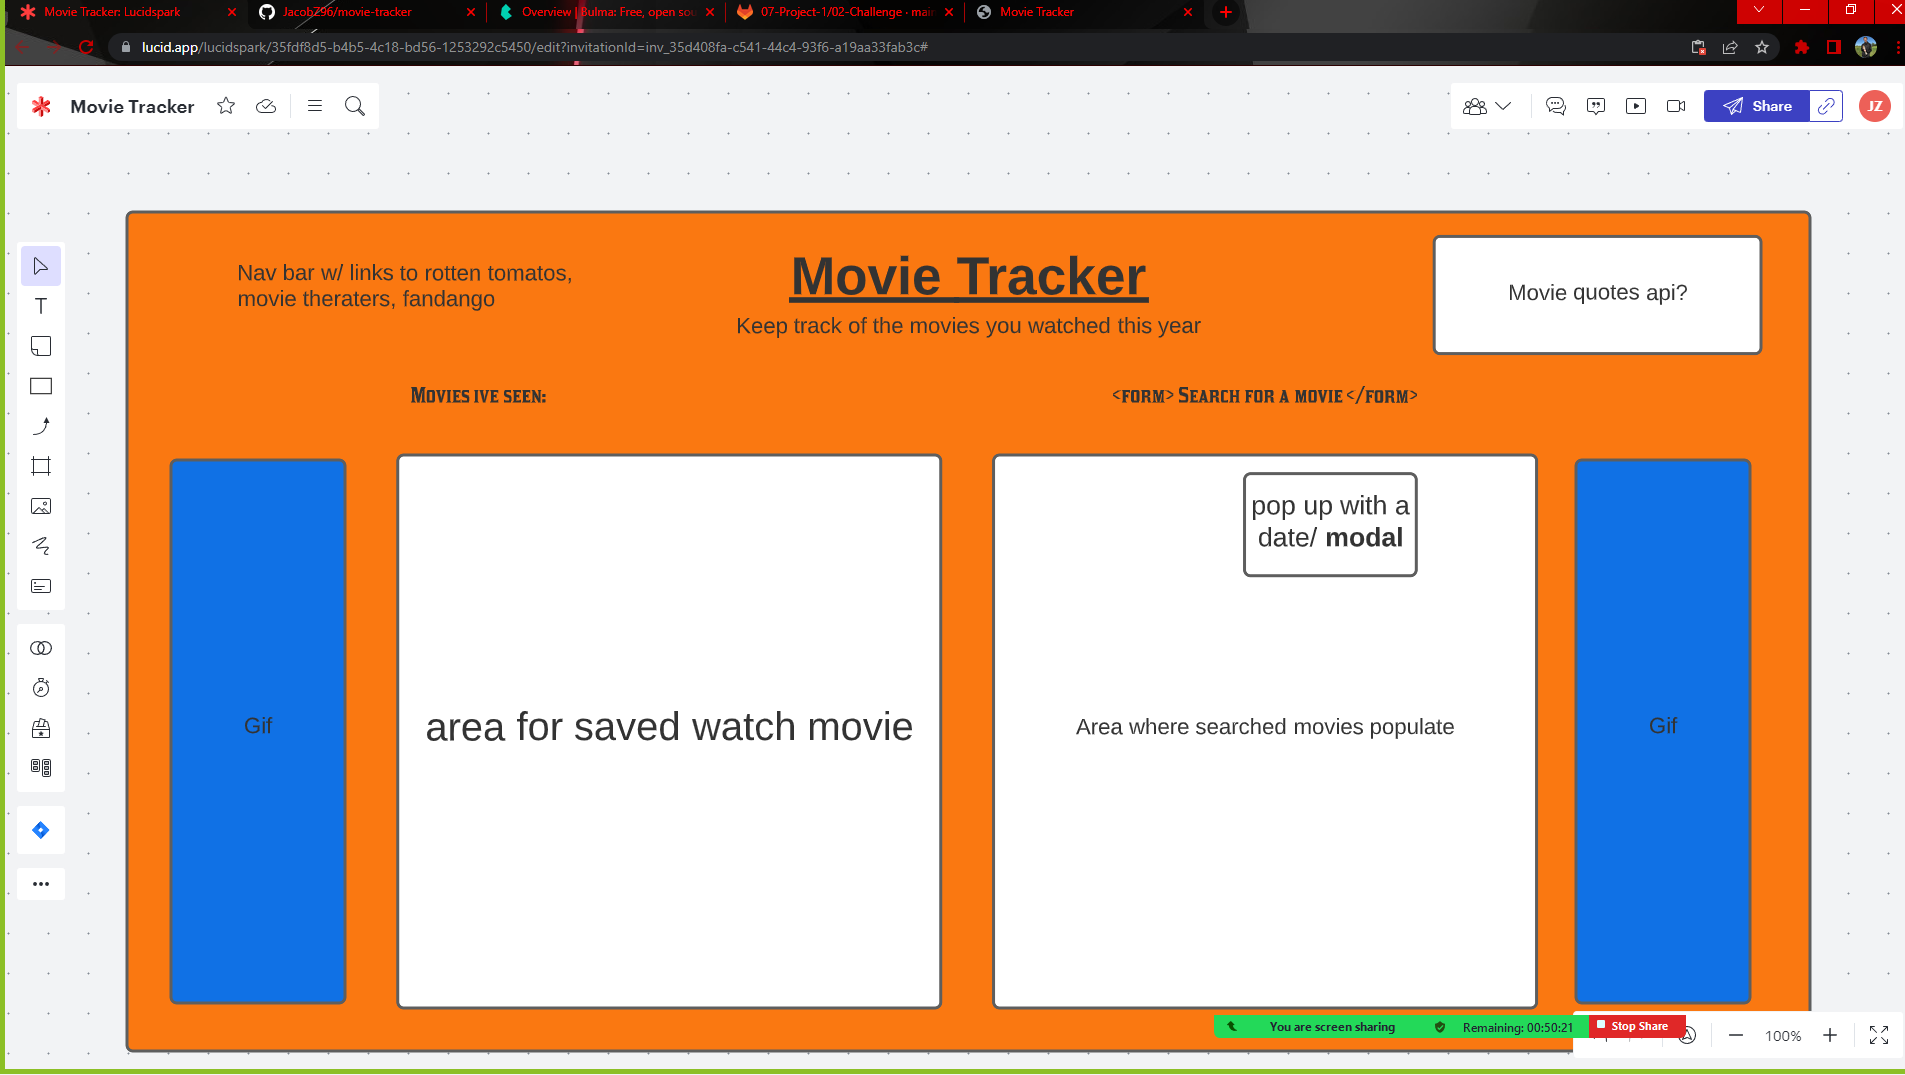 Movie Tracker: Lucidspark
JacobZ96/movie-tracker
Overview | Bulma: Free, open sou
07-Project-1/02-Challenge · mai
Movie Tracker
lucid.app/lucidspark/35fdf8d5-b4b5-4c18-bd56-1253292c5450/edit?invitationId=inv_35d408fa-c541-44c4-93f6-a19aa33fab3c#
Movie Tracker
Share
JZ
T
Nav bar w/ links to rotten tomatos,
movie theraters, fandango
Movie Tracker
Keep track of the movies you watched this year
Movie quotes api?
Movies ive seen:
<form> Search for a movie </form>
Gif
area for saved watch movie
pop up with a
date/ modal
Area where searched movies populate
Gif
You are screen sharing
Remaining: 00:50:21
Stop Share
100%